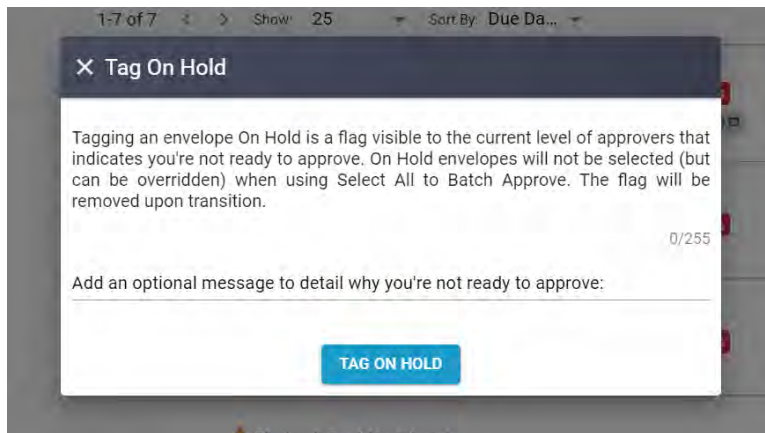 1-7 of 7 < > Show: 25 Sort By: Due Da...
× Tag On Hold
Tagging an envelope On Hold is a flag visible to the current level of approvers that
indicates you're not ready to approve. On Hold envelopes will not be selected (but
can be overridden) when using Select All to Batch Approve. The flag will be
removed upon transition.
0/255
Add an optional message to detail why you're not ready to approve:
TAG ON HOLD